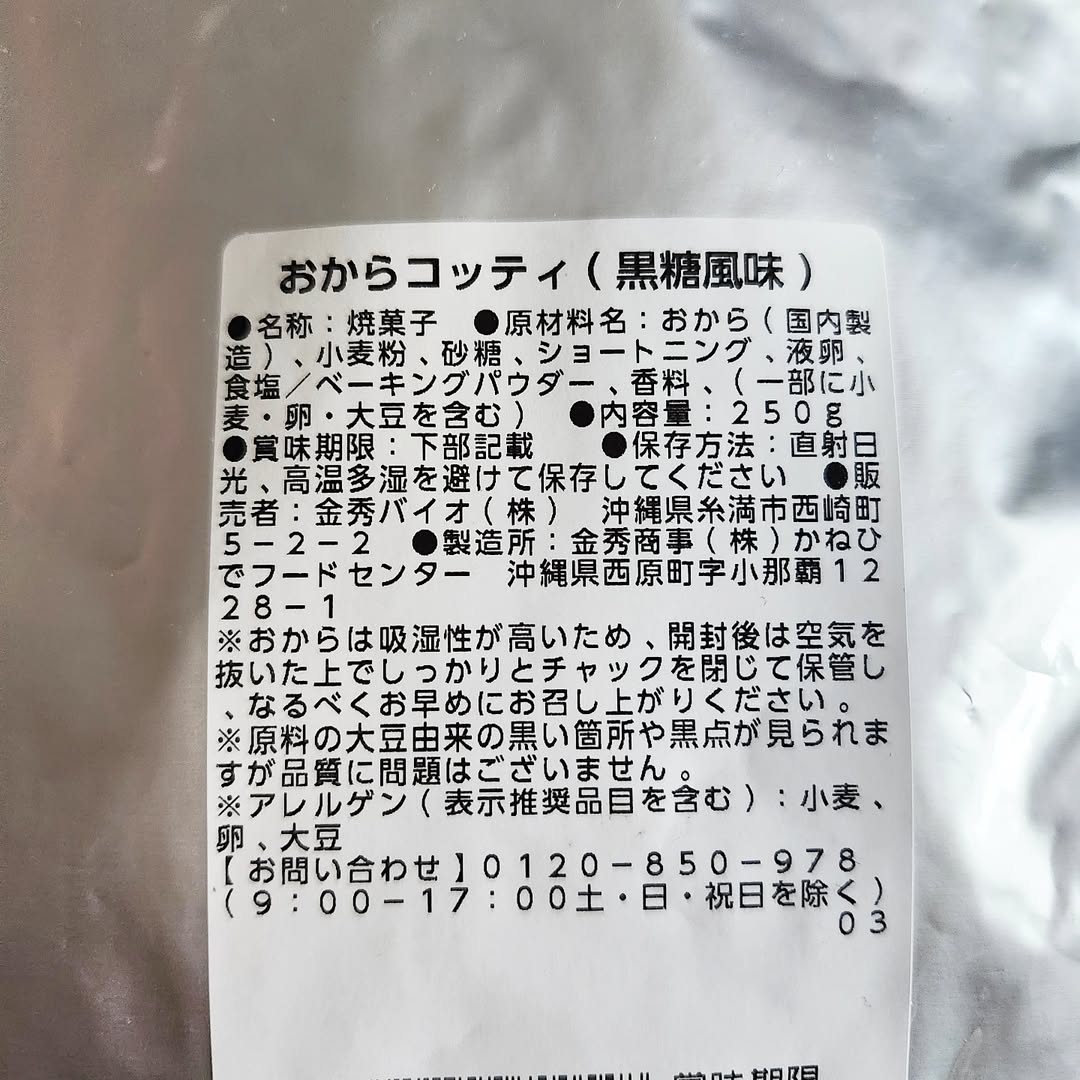 おからコッティ(黒糖風味)
●名称:焼菓子 ●原材料名:おから(国内製
造)、小麦粉、砂糖、ショートニング、液卵、
食塩/ベーキングパウダー、香料、(一部に小
麦・卵・大豆を含む) ●内容量:250g
●賞味期限:下部記載 ●保存方法:直射日
光、高温多湿を避けて保存してください ●販
売者:金秀バイオ(株) 沖縄県糸満市西崎町
5-2-2 ●製造所:金秀商事(株)かねひ
でフードセンター 沖縄県西原町字小那覇12
28-1
※おからは吸湿性が高いため、開封後は空気を
抜いた上でしっかりとチャックを閉じて保管し
、なるべくお早めにお召し上がりください。
※原料の大豆由来の黒い箇所や黒点が見られま
すが品質に問題はございません。
※アレルゲン(表示推奨品目を含む):小麦、
卵、大豆
【お問い合わせ】0120-850-978
(9:00-17:00土・日・祝日を除く)
03
賞味期限